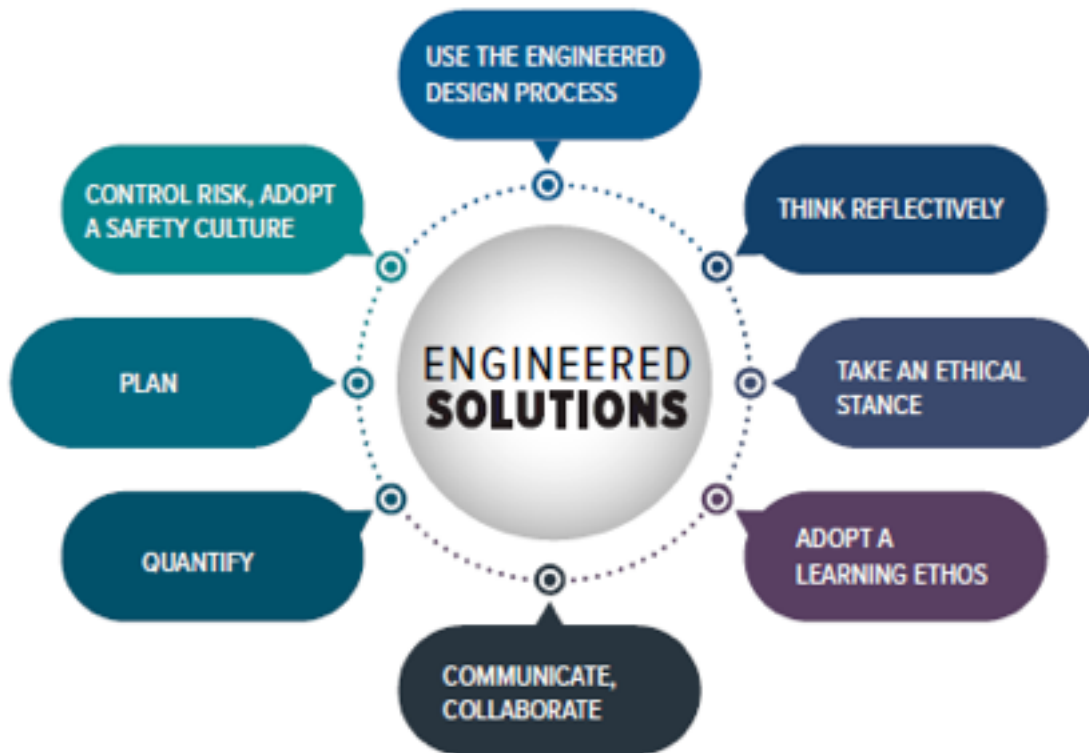 USE THE ENGINEERED
DESIGN PROCESS
THINK REFLECTIVELY
TAKE AN ETHICAL
STANCE
ADOPT A
LEARNING ETHOS
COMMUNICATE,
COLLABORATE
QUANTIFY
PLAN
CONTROL RISK, ADOPT
A SAFETY CULTURE
ENGINEERED
SOLUTIONS